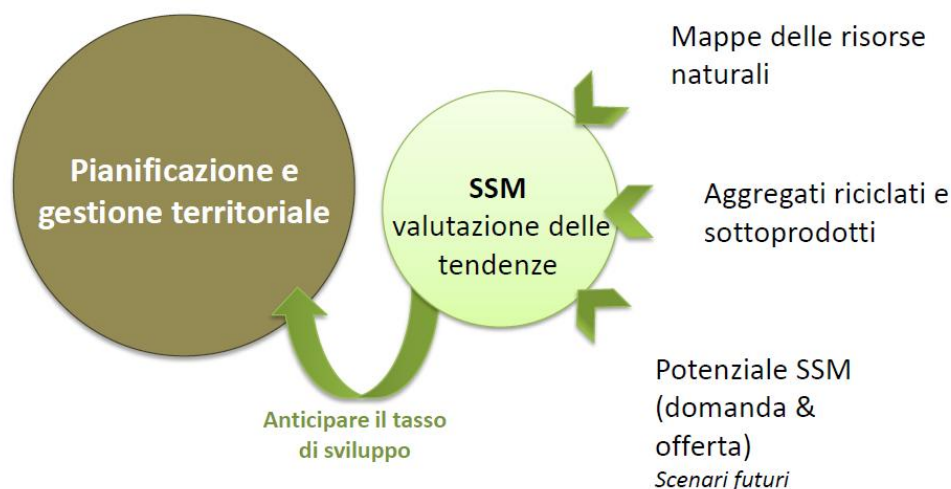 Mappe delle risorse
naturali
Pianificazione e
gestione territoriale
SSM
valutazione delle
tendenze
Aggregati riciclati e
sottoprodotti
Anticipare il tasso
di sviluppo
Potenziale SSM
(domanda &
offerta)
Scenari futuri